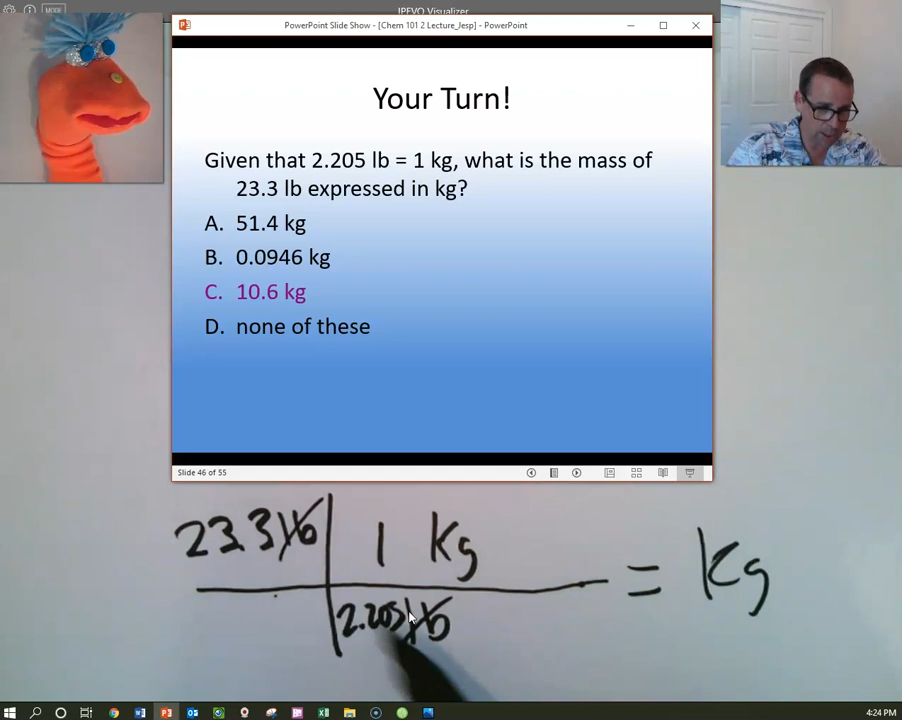 IPEVO Visualizer
MODE
PowerPoint Slide Show - [Chem 101 2 Lecture_Jesp] - PowerPoint
Your Turn!
Given that 2.205 lb = 1 kg, what is the mass of
23.3 lb expressed in kg?
A. 51.4 kg
B. 0.0946 kg
C. 10.6 kg
D. none of these
Slide 46 of 55
23.3 lb 1 Kg
= Kg
2.205 lb
4:24 PM